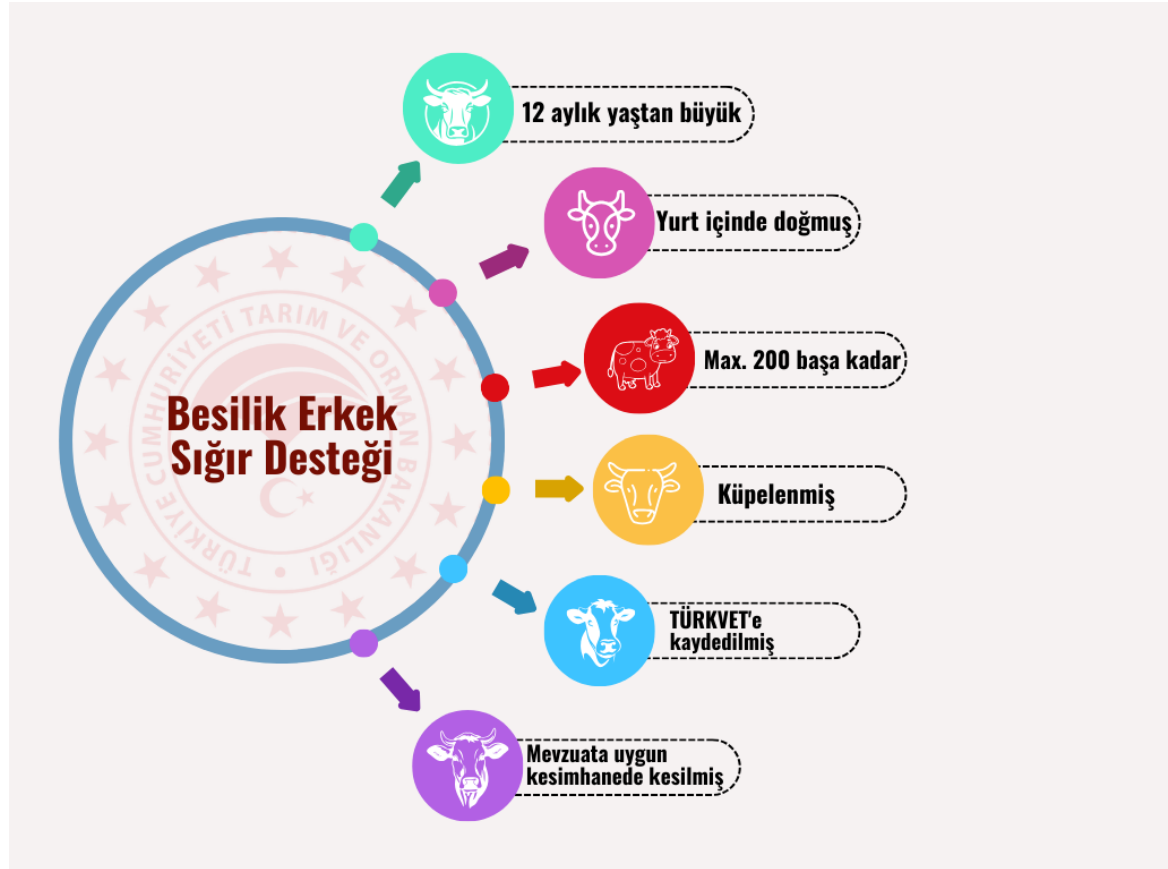 12 aylık yaştan büyük
Yurt içinde doğmuş
Max. 200 başa kadar
Besilik Erkek
Sığır Desteği
Küpelenmiş
TÜRKVET'e
kaydedilmiş
Mevzuata uygun
kesimhanede kesilmiş
TÜRKİYE CUMHURİYETİ TARIM VE ORMAN BAKANLIĞI